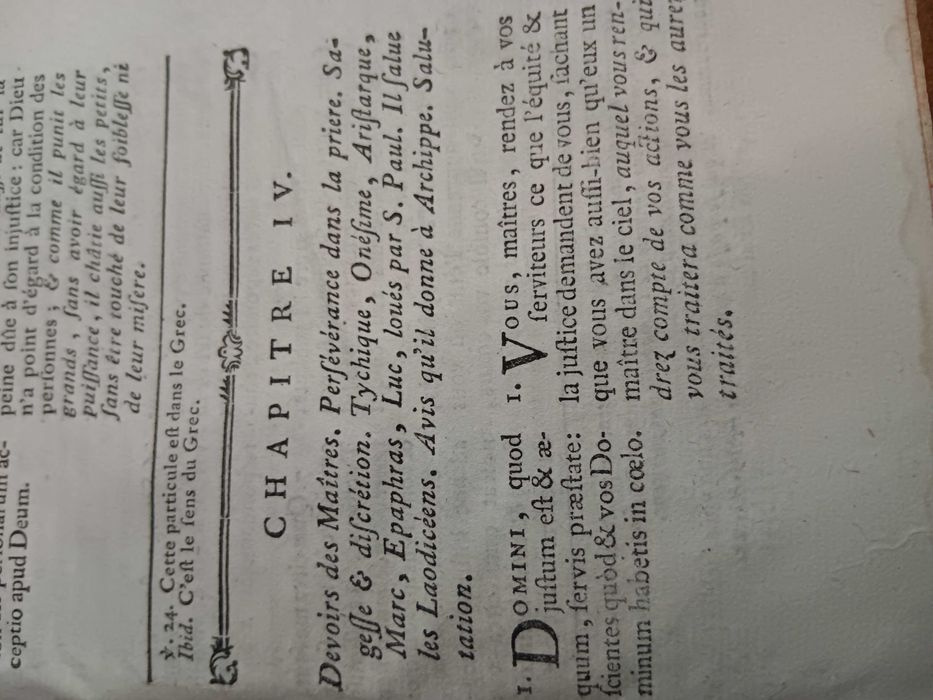 ceptio apud Deum.
peine dûe à ſon injuſtice : car Dieu
n'a point d'égard à la condition des
perſonnes ; & comme il punit les
grands, ſans avoir égard à leur
puiſſance, il châtie auſſi les petits,
ſans être touché de leur foibleſſe ni
de leur miſere.
℣. 24. Cette particule eſt dans le Grec.
Ibid. C'eſt le ſens du Grec.
CHAPITRE IV.
Devoirs des Maîtres. Perſévérance dans la priere. Sa-
geſſe & diſcrétion. Tychique, Onéſime, Ariſtarque,
Marc, Epaphras, Luc, loués par S. Paul. Il ſalue
les Laodicéens. Avis qu'il donne à Archippe. Salu-
tation.
1. DOMINI, quod
juſtum eſt & æ-
quum, ſervis præſtate:
ſcientes quòd & vos Do-
minum habetis in cœlo.
1. VOUS, maîtres, rendez à vos
ſerviteurs ce que l'équité &
la juſtice demandent de vous, ſachant
que vous avez auſſi-bien qu'eux un
maître dans le ciel, auquel vous ren-
drez compte de vos actions, & qui
vous traitera comme vous les aurez
traités.